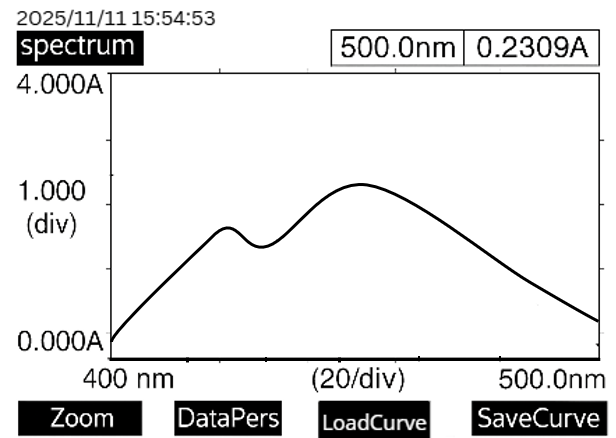 2025/11/11 15:54:53
spectrum
500.0nm 0.2309A
4.000A
1.000
(div)
0.000A
400 nm (20/div) 500.0nm
Zoom DataPers LoadCurve SaveCurve